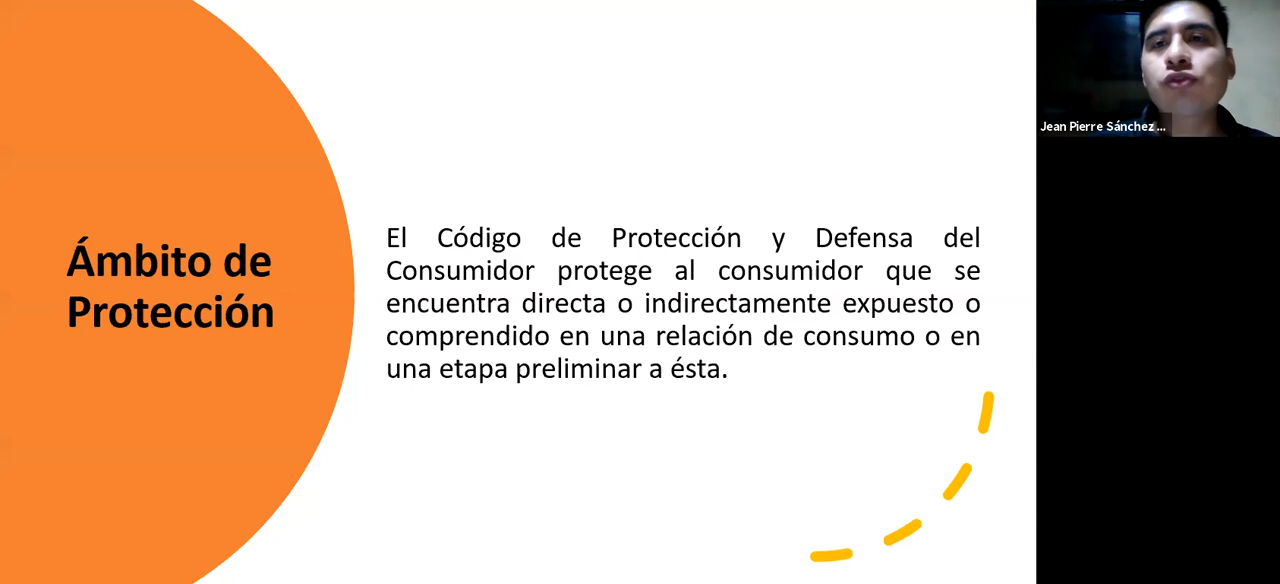 Ámbito de
Protección
El Código de Protección y Defensa del
Consumidor protege al consumidor que se
encuentra directa o indirectamente expuesto o
comprendido en una relación de consumo o en
una etapa preliminar a ésta.
Jean Pierre Sánchez ...